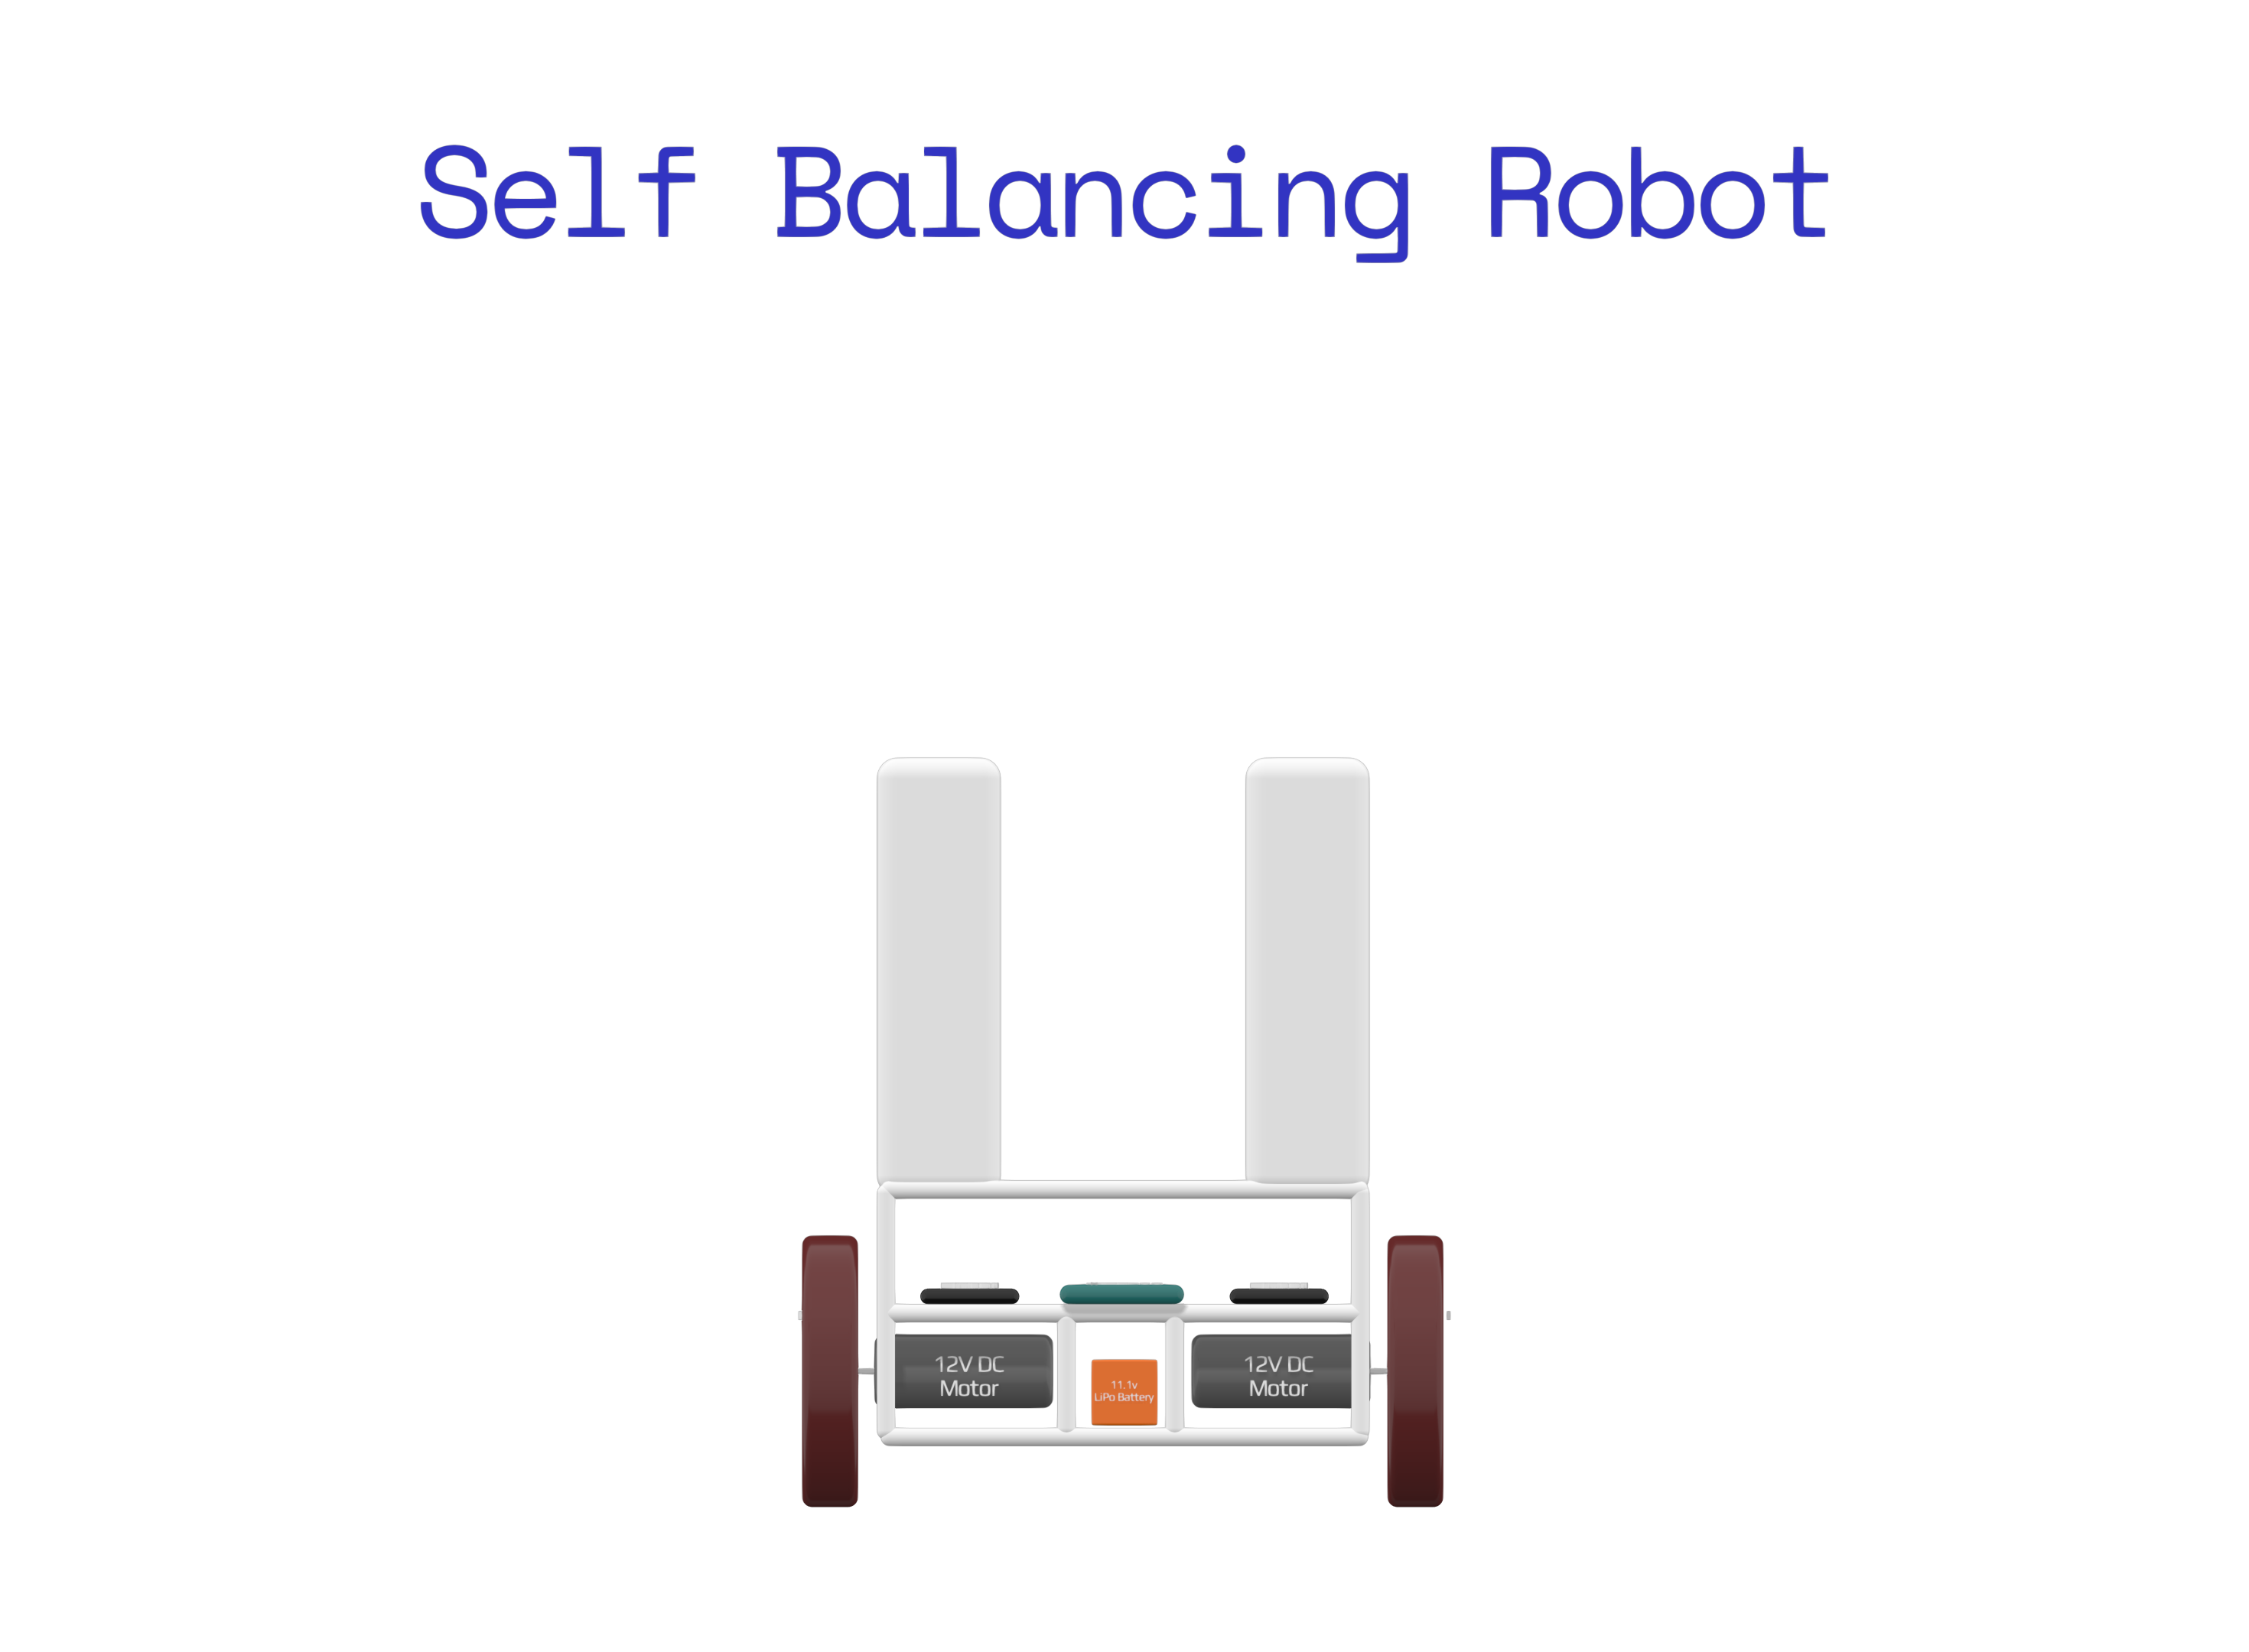 Self Balancing Robot
12V DC
Motor
11.1v
LiPo Battery
12V DC
Motor